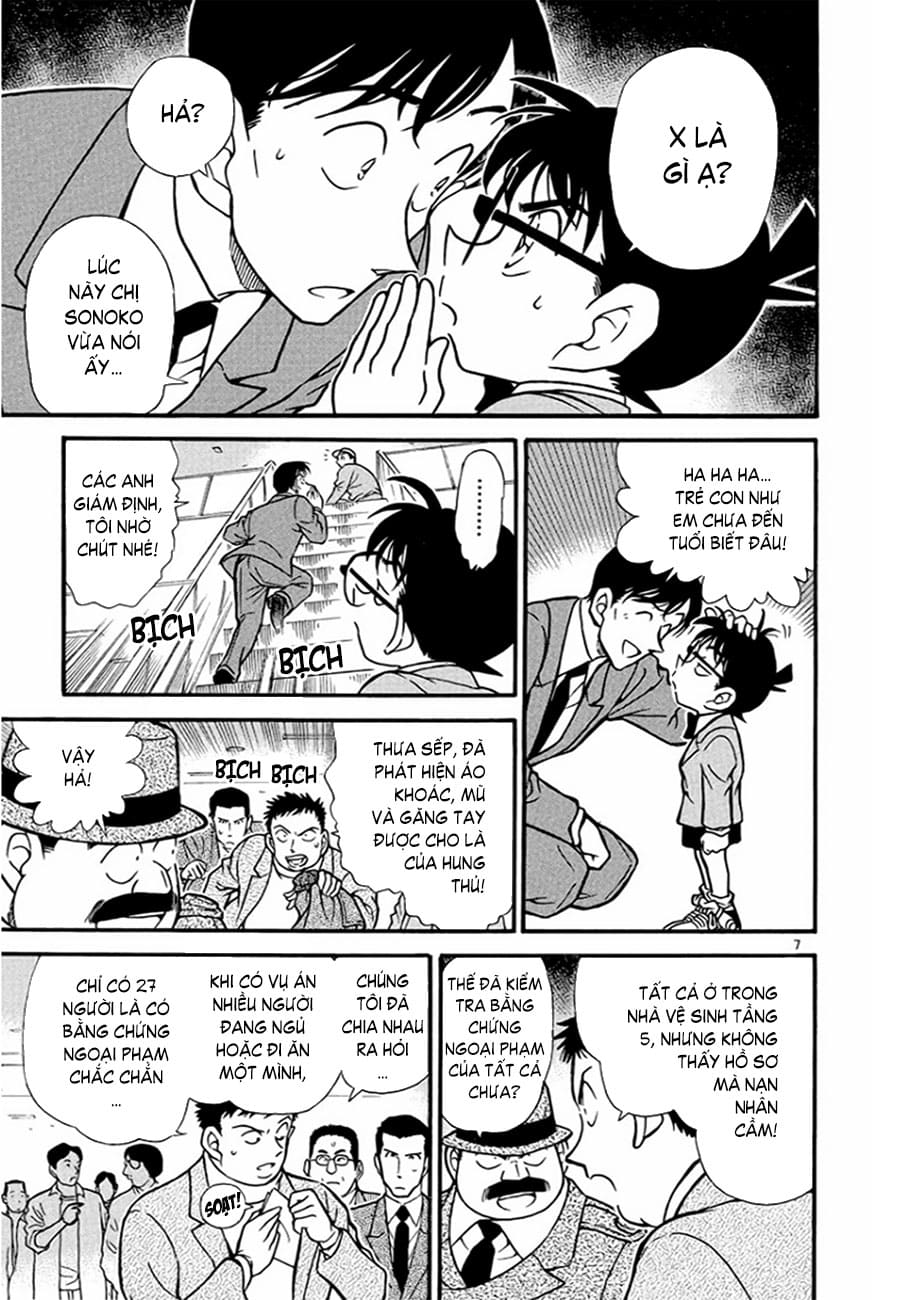 X LÀ
GÌ Ạ?
HẢ?
LÚC
NÀY CHỊ
SONOKO
VỪA NÓI
ẤY...
HA HA HA...
TRẺ CON NHƯ
EM CHƯA ĐẾN
TUỔI BIẾT ĐÂU!
.........
CÁC ANH
GIÁM ĐỊNH,
TÔI NHỜ
CHÚT NHÉ!
BỊCH
BỊCH
THƯA SẾP, ĐÃ
PHÁT HIỆN ÁO
KHOÁC, MŨ
VÀ GĂNG TAY
ĐƯỢC CHO LÀ
CỦA HUNG
THỦ!
BỊCH BỊCH
VẬY
HẢ!
7
TẤT CẢ Ở TRONG
NHÀ VỆ SINH TẦNG
5, NHƯNG KHÔNG
THẤY HỒ SƠ
MÀ NẠN
NHÂN
CẦM!
THẾ ĐÃ KIỂM
TRA BẰNG
CHỨNG
NGOẠI PHẠM
CỦA TẤT CẢ
CHƯA?
CHÚNG
TÔI ĐÃ
CHIA NHAU
RA HỎI
...
KHI CÓ VỤ ÁN
NHIỀU NGƯỜI
ĐANG NGỦ
HOẶC ĐI ĂN
MỘT MÌNH,
CHỈ CÓ 27
NGƯỜI LÀ CÓ
BẰNG CHỨNG
NGOẠI PHẠM
CHẮC CHẮN
...
SOẠT!